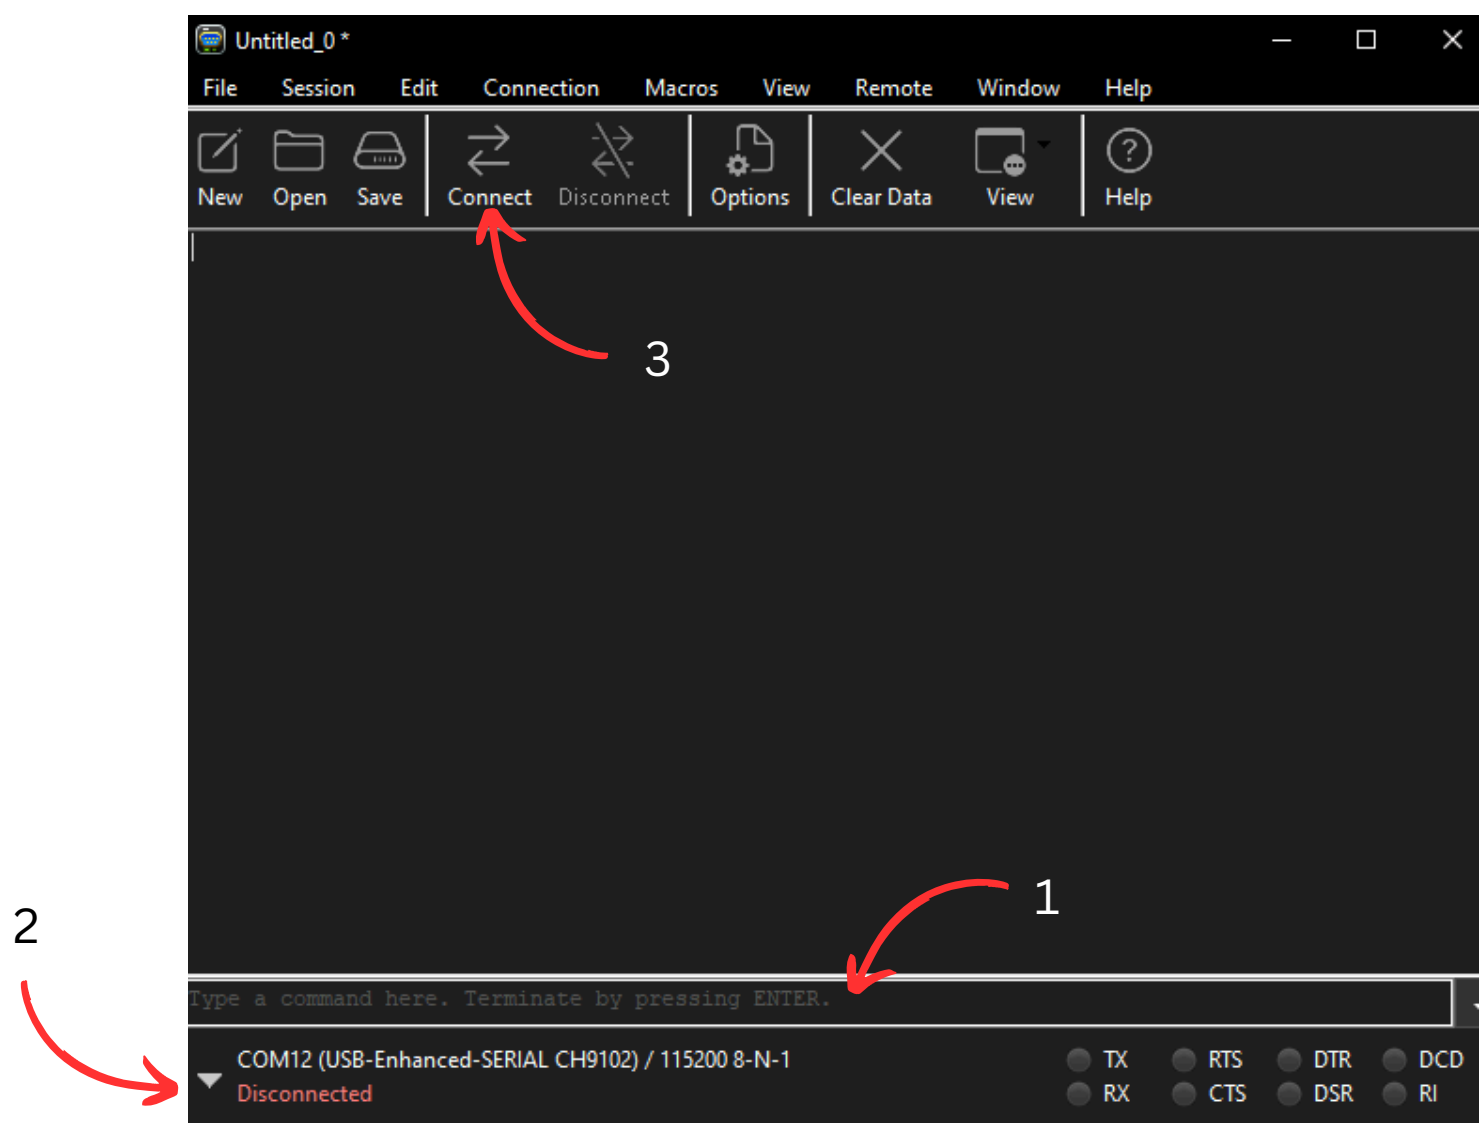 Untitled_0 *
File Session Edit Connection Macros View Remote Window Help
New Open Save Connect Disconnect Options Clear Data View Help
3
1
2
Type a command here. Terminate by pressing ENTER.
COM12 (USB-Enhanced-SERIAL CH9102) / 115200 8-N-1 TX RTS DTR DCD
Disconnected RX CTS DSR RI